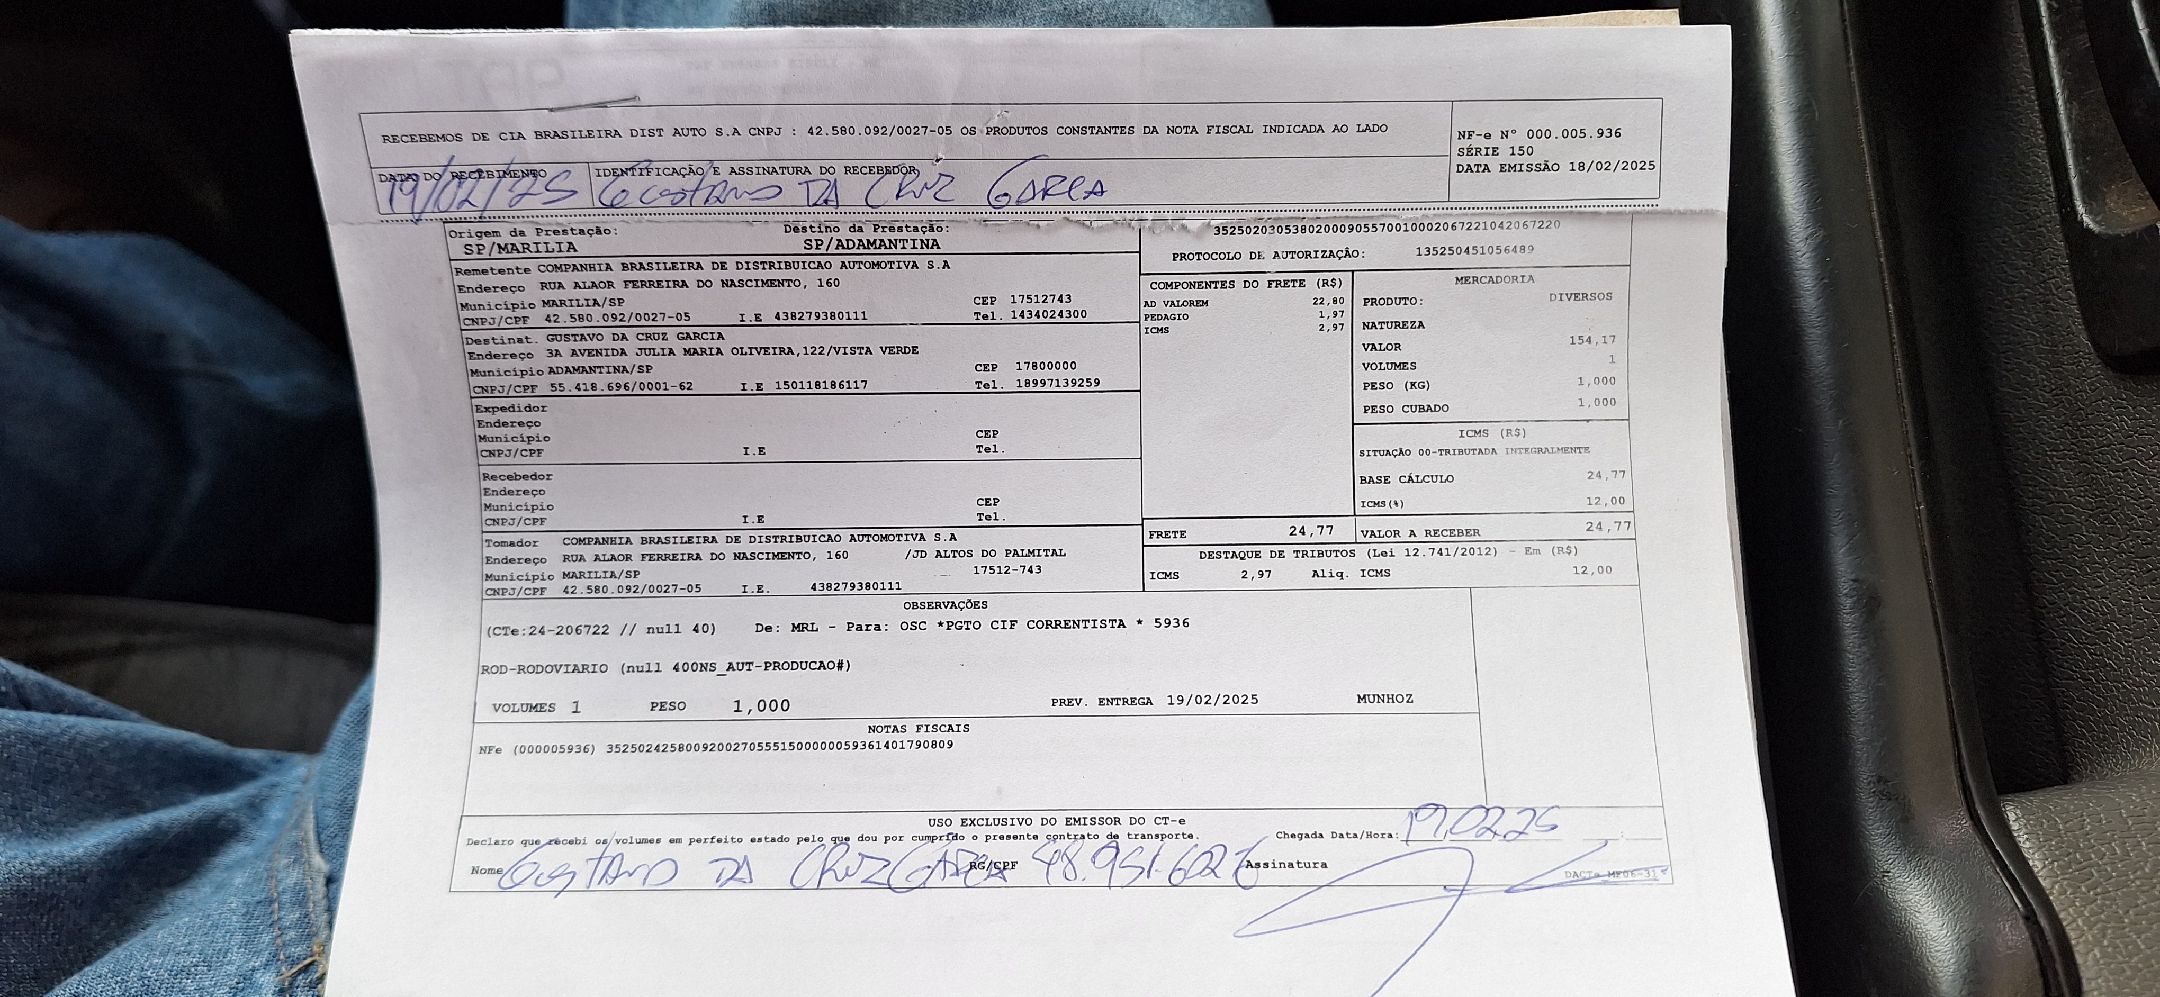 RECEBEMOS DE CIA BRASILEIRA DIST AUTO S.A CNPJ : 42.580.092/0027-05 OS PRODUTOS CONSTANTES DA NOTA FISCAL INDICADA AO LADO
NF-e N° 000.005.936
SÉRIE 150
DATA EMISSÃO 18/02/2025
DATA DO RECEBIMENTO IDENTIFICAÇÃO E ASSINATURA DO RECEBEDOR
19/02/25 Gustavo DA CRUZ GARCA
Origem da Prestação: Destino da Prestação:
SP/MARILIA SP/ADAMANTINA
Remetente COMPANHIA BRASILEIRA DE DISTRIBUICAO AUTOMOTIVA S.A
Endereço RUA ALAOR FERREIRA DO NASCIMENTO, 160
Município MARILIA/SP CEP 17512743
CNPJ/CPF 42.580.092/0027-05 I.E 438279380111 Tel. 1434024300
Destinat. GUSTAVO DA CRUZ GARCIA
Endereço 3A AVENIDA JULIA MARIA OLIVEIRA,122/VISTA VERDE
Município ADAMANTINA/SP CEP 17800000
CNPJ/CPF 55.418.696/0001-62 I.E 150118186117 Tel. 18997139259
Expedidor
Endereço
Município CEP
CNPJ/CPF I.E Tel.
Recebedor
Endereço
Município CEP
CNPJ/CPF I.E Tel.
Tomador COMPANHIA BRASILEIRA DE DISTRIBUICAO AUTOMOTIVA S.A
Endereço RUA ALAOR FERREIRA DO NASCIMENTO, 160 /JD ALTOS DO PALMITAL
Município MARILIA/SP 17512-743
CNPJ/CPF 42.580.092/0027-05 I.E. 438279380111
35250203053802000905570010002067221042067220
PROTOCOLO DE AUTORIZAÇÃO: 135250451056489
COMPONENTES DO FRETE (R$)
AD VALOREM 22,80
PEDAGIO 1,97
ICMS 2,97
MERCADORIA
PRODUTO: DIVERSOS
NATUREZA
VALOR 154,17
VOLUMES 1
PESO (KG) 1,000
PESO CUBADO 1,000
ICMS (R$)
SITUAÇÃO 00-TRIBUTADA INTEGRALMENTE
BASE CÁLCULO 24,77
ICMS(%) 12,00
FRETE 24,77 VALOR A RECEBER 24,77
DESTAQUE DE TRIBUTOS (Lei 12.741/2012) - Em (R$)
ICMS 2,97 Aliq. ICMS 12,00
OBSERVAÇÕES
(CTe:24-206722 // null 40) De: MRL - Para: OSC *PGTO CIF CORRENTISTA * 5936
ROD-RODOVIARIO (null 400NS_AUT-PRODUCAO#)
VOLUMES 1 PESO 1,000 PREV. ENTREGA 19/02/2025 MUNHOZ
NOTAS FISCAIS
NFe (000005936) 35250242580092002705551500000059361401790809
USO EXCLUSIVO DO EMISSOR DO CT-e
Declaro que recebi os volumes em perfeito estado pelo que dou por cumprido o presente contrato de transporte. Chegada Data/Hora: 19,02 25
Nome Gustavo DA CRUZ GARCA RG/CPF 48.951.6026 Assinatura
DACTe MF06-31